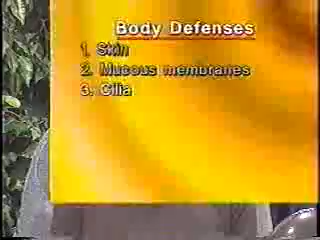 Body Defenses
1. Skin
2. Mucous membranes
3. Cilia